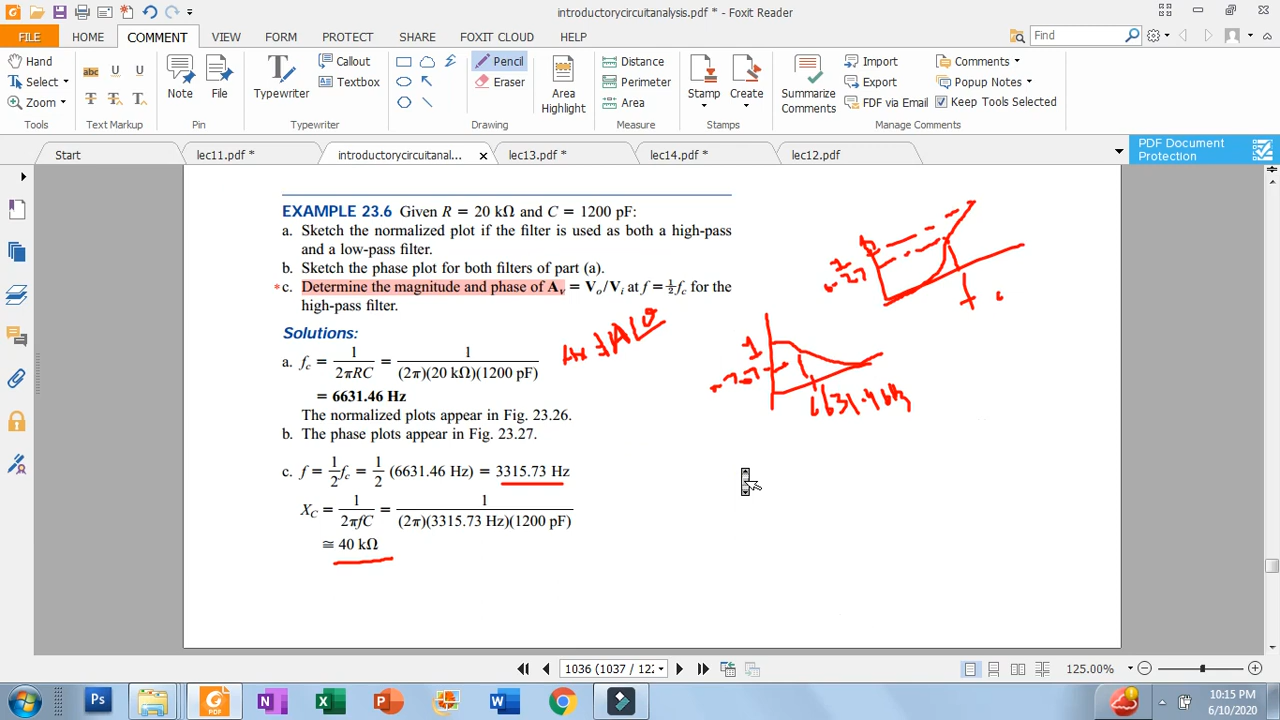 introductorycircuitanalysis.pdf * - Foxit Reader
FILE HOME COMMENT VIEW FORM PROTECT SHARE FOXIT CLOUD HELP Find
Hand Select Zoom Tools
Text Markup
Note File Pin
Typewriter Callout Textbox Typewriter
Pencil Eraser Drawing
Area Highlight
Distance Perimeter Area Measure
Stamp Create Stamps
Summarize Comments
Import Export FDF via Email
Comments Popup Notes Keep Tools Selected
Manage Comments
Start lec11.pdf * introductorycircuitanal... lec13.pdf * lec14.pdf * lec12.pdf
PDF Document Protection
EXAMPLE 23.6 Given R = 20 kΩ and C = 1200 pF:
a. Sketch the normalized plot if the filter is used as both a high-pass
and a low-pass filter.
b. Sketch the phase plot for both filters of part (a).
*c. Determine the magnitude and phase of Av = Vo/Vi at f = ½fc for the
high-pass filter.
Solutions:
a. fc = 1/2πRC = 1/(2π)(20 kΩ)(1200 pF)
= 6631.46 Hz
The normalized plots appear in Fig. 23.26.
b. The phase plots appear in Fig. 23.27.
c. f = 1/2 fc = 1/2 (6631.46 Hz) = 3315.73 Hz
XC = 1/2πfC = 1/(2π)(3315.73 Hz)(1200 pF)
≅ 40 kΩ
1
1036 (1037 / 12
125.00%
10:15 PM
6/10/2020